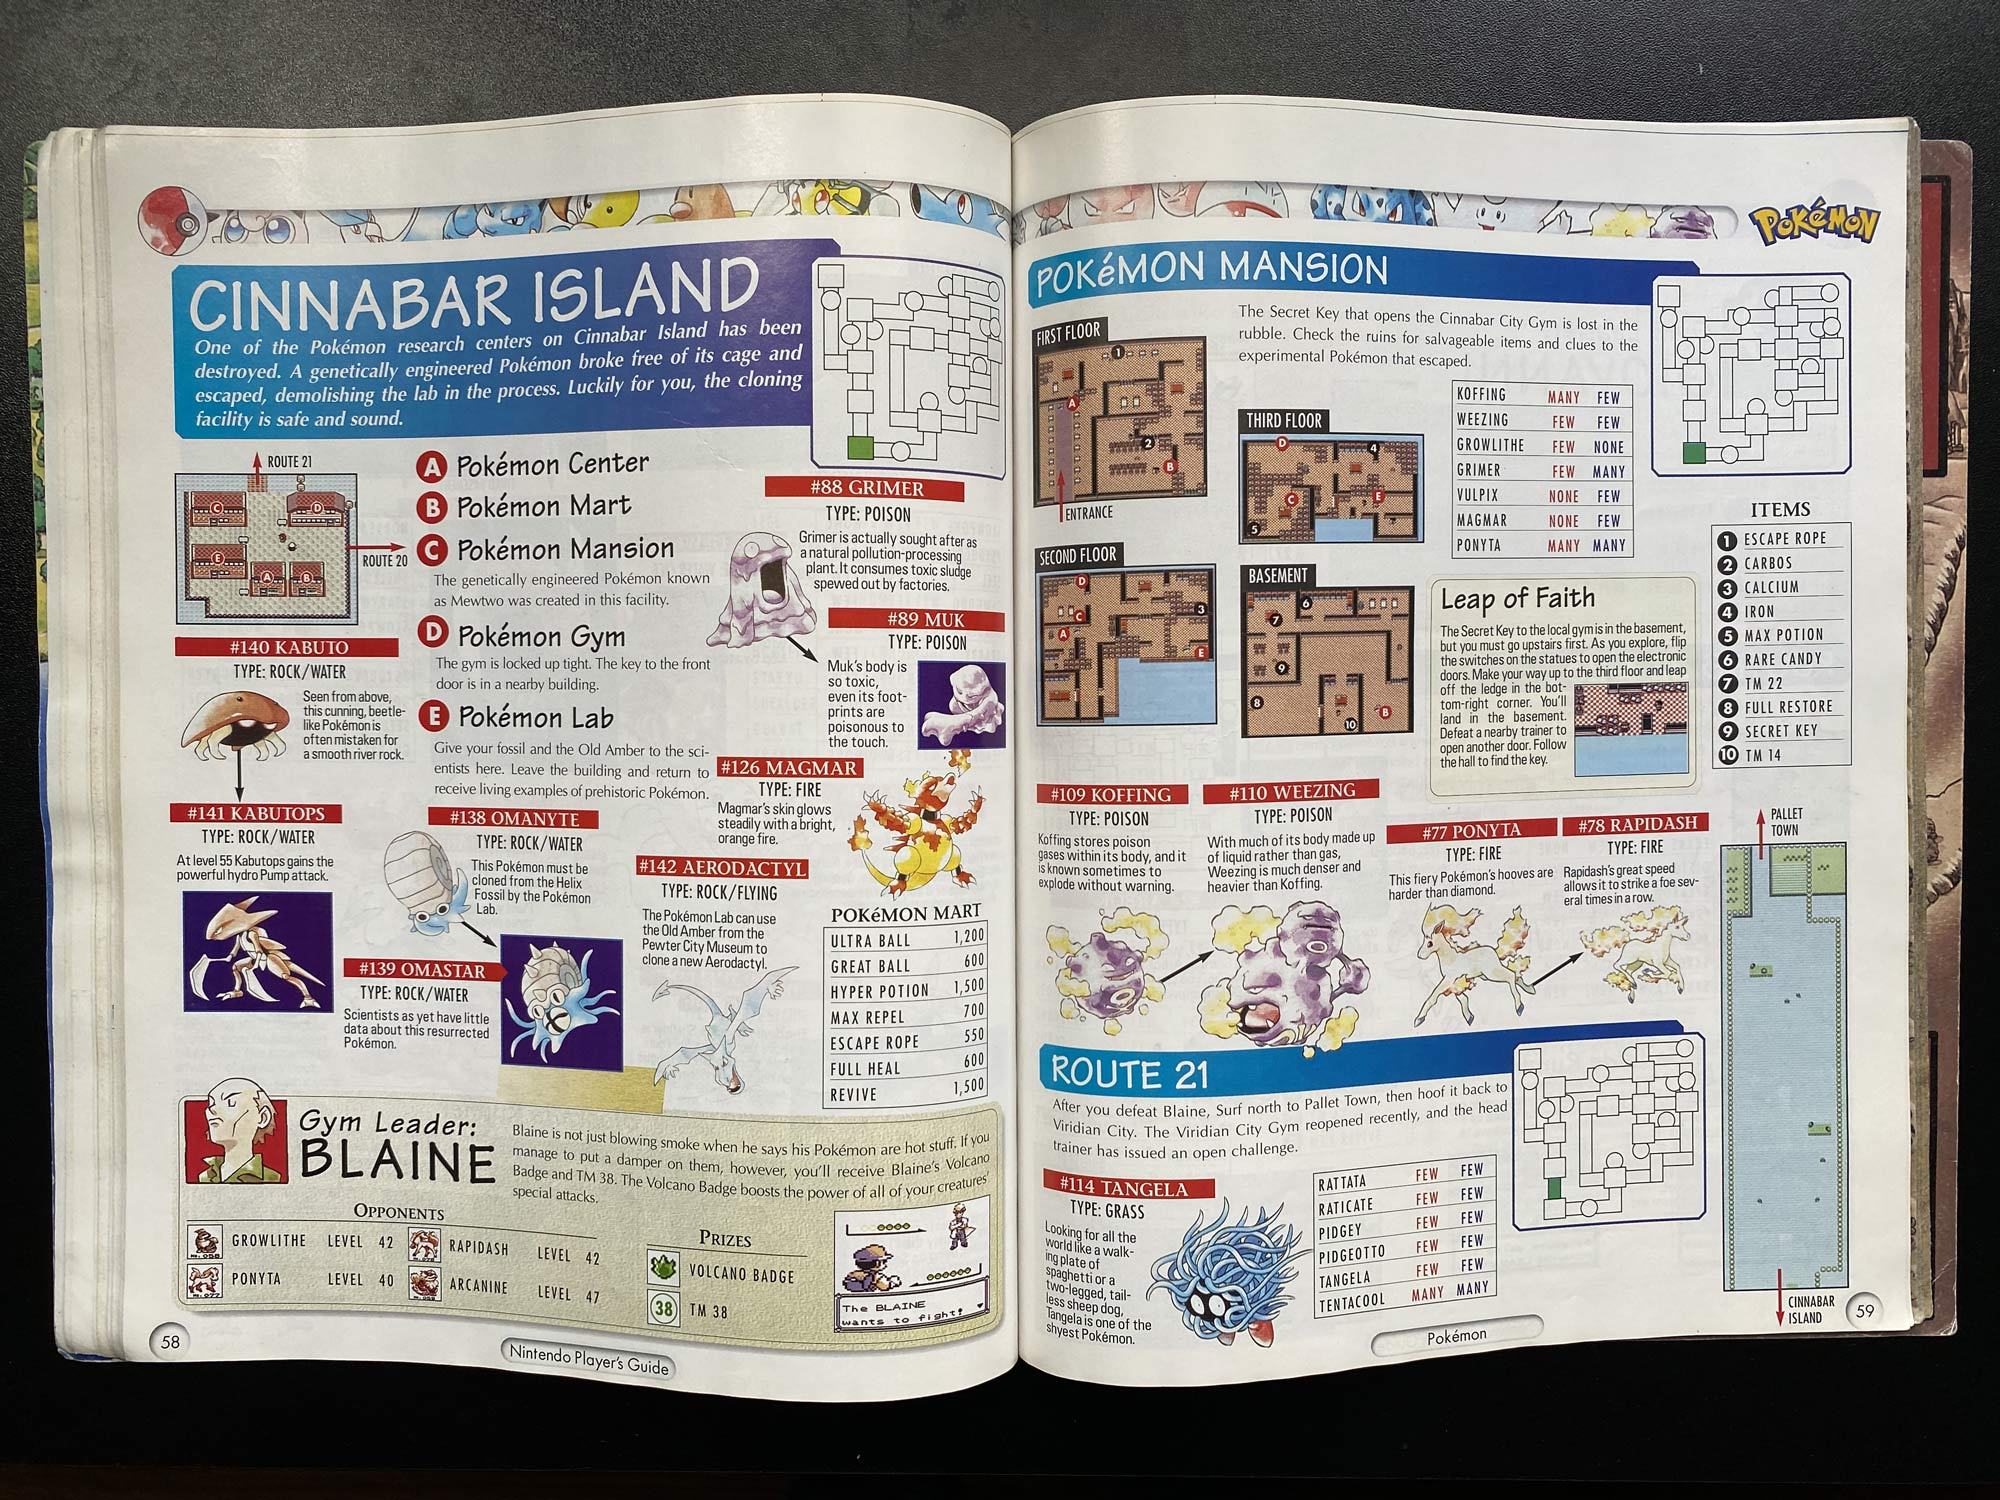 CINNABAR ISLAND
One of the Pokémon research centers on Cinnabar Island has been
destroyed. A genetically engineered Pokémon broke free of its cage and
escaped, demolishing the lab in the process. Luckily for you, the cloning
facility is safe and sound.
ROUTE 21
C
D
E
A
B
ROUTE 20
A Pokémon Center
B Pokémon Mart
C Pokémon Mansion
The genetically engineered Pokémon known
as Mewtwo was created in this facility.
D Pokémon Gym
The gym is locked up tight. The key to the front
door is in a nearby building.
E Pokémon Lab
Give your fossil and the Old Amber to the sci-
entists here. Leave the building and return to
receive living examples of prehistoric Pokémon.
#88 GRIMER
TYPE: POISON
Grimer is actually sought after as
a natural pollution-processing
plant. It consumes toxic sludge
spewed out by factories.
#89 MUK
TYPE: POISON
Muk's body is
so toxic,
even its foot-
prints are
poisonous to
the touch.
#140 KABUTO
TYPE: ROCK/WATER
Seen from above,
this cunning, beetle-
like Pokémon is
often mistaken for
a smooth river rock.
#141 KABUTOPS
TYPE: ROCK/WATER
At level 55 Kabutops gains the
powerful hydro Pump attack.
#138 OMANYTE
TYPE: ROCK/WATER
This Pokémon must be
cloned from the Helix
Fossil by the Pokémon
Lab.
#139 OMASTAR
TYPE: ROCK/WATER
Scientists as yet have little
data about this resurrected
Pokémon.
#126 MAGMAR
TYPE: FIRE
Magmar's skin glows
steadily with a bright,
orange fire.
#142 AERODACTYL
TYPE: ROCK/FLYING
The Pokémon Lab can use
the Old Amber from the
Pewter City Museum to
clone a new Aerodactyl.
POKéMON MART
ULTRA BALL 1,200
GREAT BALL 600
HYPER POTION 1,500
MAX REPEL 700
ESCAPE ROPE 550
FULL HEAL 600
REVIVE 1,500
Gym Leader:
BLAINE
Blaine is not just blowing smoke when he says his Pokémon are hot stuff. If you
manage to put a damper on them, however, you'll receive Blaine's Volcano
Badge and TM 38. The Volcano Badge boosts the power of all of your creatures'
special attacks.
OPPONENTS
GROWLITHE LEVEL 42
RAPIDASH LEVEL 42
PONYTA LEVEL 40
ARCANINE LEVEL 47
PRIZES
VOLCANO BADGE
38 TM 38
The BLAINE
wants to fight!
58
Nintendo Player's Guide
POKéMON
POKéMON MANSION
The Secret Key that opens the Cinnabar City Gym is lost in the
rubble. Check the ruins for salvageable items and clues to the
experimental Pokémon that escaped.
FIRST FLOOR
1
A
2
B
ENTRANCE
THIRD FLOOR
D
4
C
E
5
SECOND FLOOR
D
3
C
A
E
BASEMENT
6
7
9
8
10
B
KOFFING MANY FEW
WEEZING FEW FEW
GROWLITHE FEW NONE
GRIMER FEW MANY
VULPIX NONE FEW
MAGMAR NONE FEW
PONYTA MANY MANY
Leap of Faith
The Secret Key to the local gym is in the basement,
but you must go upstairs first. As you explore, flip
the switches on the statues to open the electronic
doors. Make your way up to the third floor and leap
off the ledge in the bot-
tom-right corner. You'll
land in the basement.
Defeat a nearby trainer to
open another door. Follow
the hall to find the key.
ITEMS
1 ESCAPE ROPE
2 CARBOS
3 CALCIUM
4 IRON
5 MAX POTION
6 RARE CANDY
7 TM 22
8 FULL RESTORE
9 SECRET KEY
10 TM 14
#109 KOFFING
TYPE: POISON
Koffing stores poison
gases within its body, and it
is known sometimes to
explode without warning.
#110 WEEZING
TYPE: POISON
With much of its body made up
of liquid rather than gas,
Weezing is much denser and
heavier than Koffing.
#77 PONYTA
TYPE: FIRE
This fiery Pokémon's hooves are
harder than diamond.
#78 RAPIDASH
TYPE: FIRE
Rapidash's great speed
allows it to strike a foe sev-
eral times in a row.
ROUTE 21
After you defeat Blaine, Surf north to Pallet Town, then hoof it back to
Viridian City. The Viridian City Gym reopened recently, and the head
trainer has issued an open challenge.
#114 TANGELA
TYPE: GRASS
Looking for all the
world like a walk-
ing plate of
spaghetti or a
two-legged, tail-
less sheep dog,
Tangela is one of the
shyest Pokémon.
RATTATA FEW FEW
RATICATE FEW FEW
PIDGEY FEW FEW
PIDGEOTTO FEW FEW
TANGELA FEW FEW
TENTACOOL MANY MANY
PALLET
TOWN
CINNABAR
ISLAND
59
Pokémon